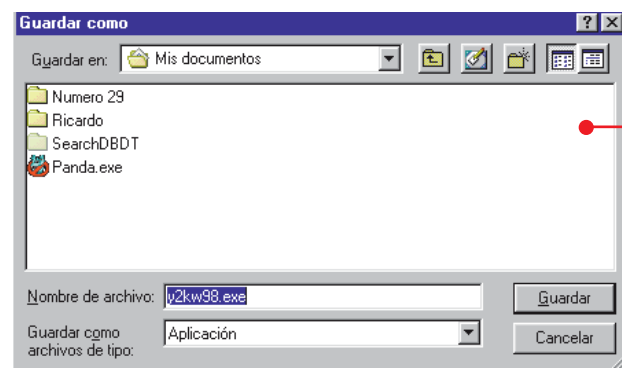 Guardar como
Guardar en: Mis documentos
Numero 29
Ricardo
SearchDBDT
Panda.exe
Nombre de archivo: y2kw98.exe Guardar
Guardar como archivos de tipo: Aplicación Cancelar